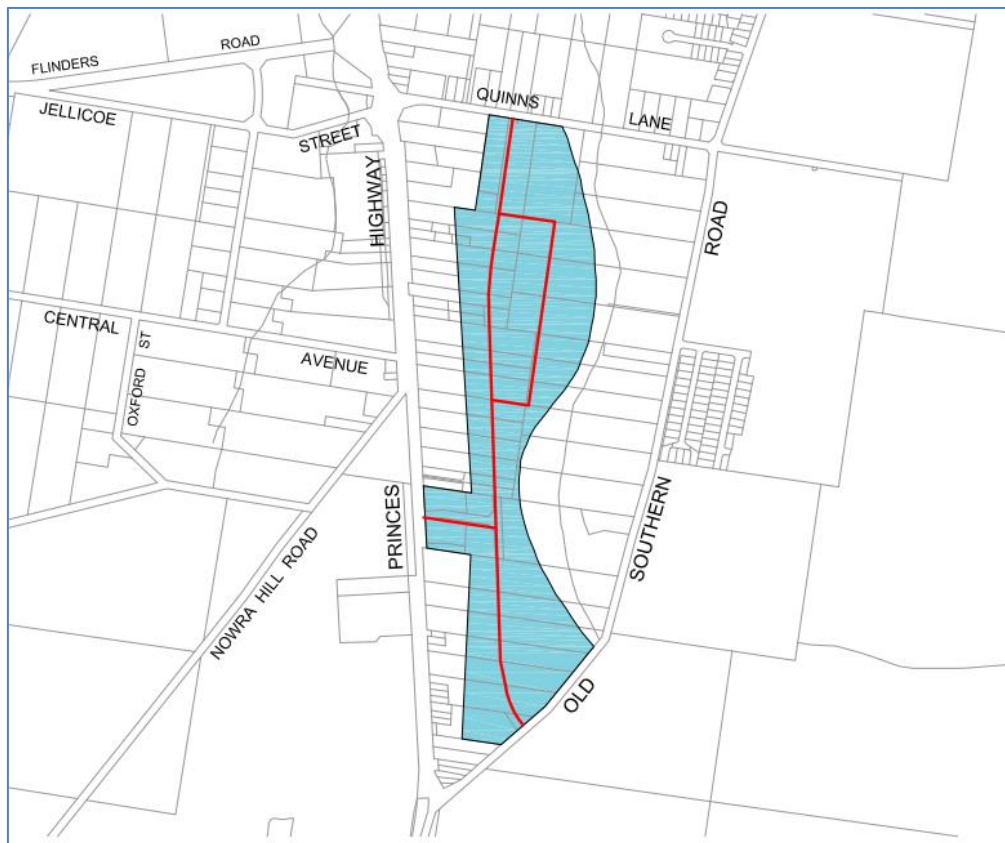 FLINDERS ROAD
JELLICOE STREET
QUINNS LANE
HIGHWAY
ROAD
CENTRAL AVENUE
OXFORD ST
PRINCES
SOUTHERN
NOWRA HILL ROAD
OLD